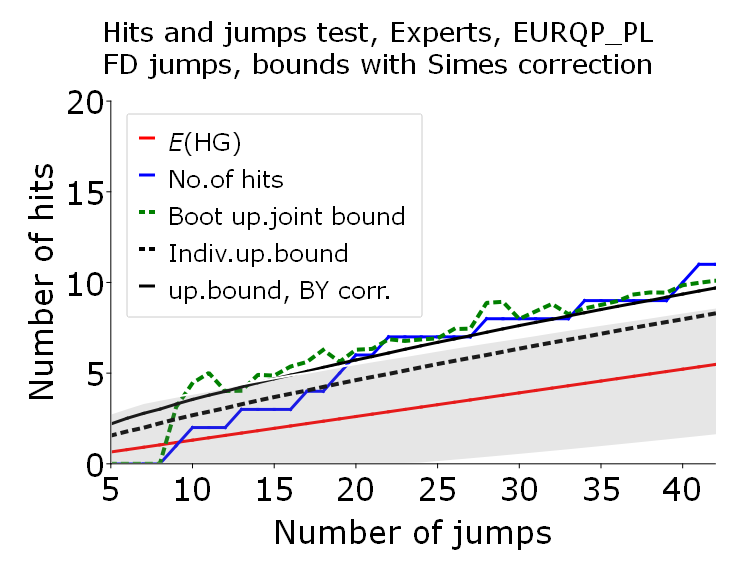 Hits and jumps test, Experts, EURQP_PL
FD jumps, bounds with Simes correction
Number of hits
20
15
10
5
0
E(HG)
No.of hits
Boot up.joint bound
Indiv.up.bound
up.bound, BY corr.
5 10 15 20 25 30 35 40
Number of jumps